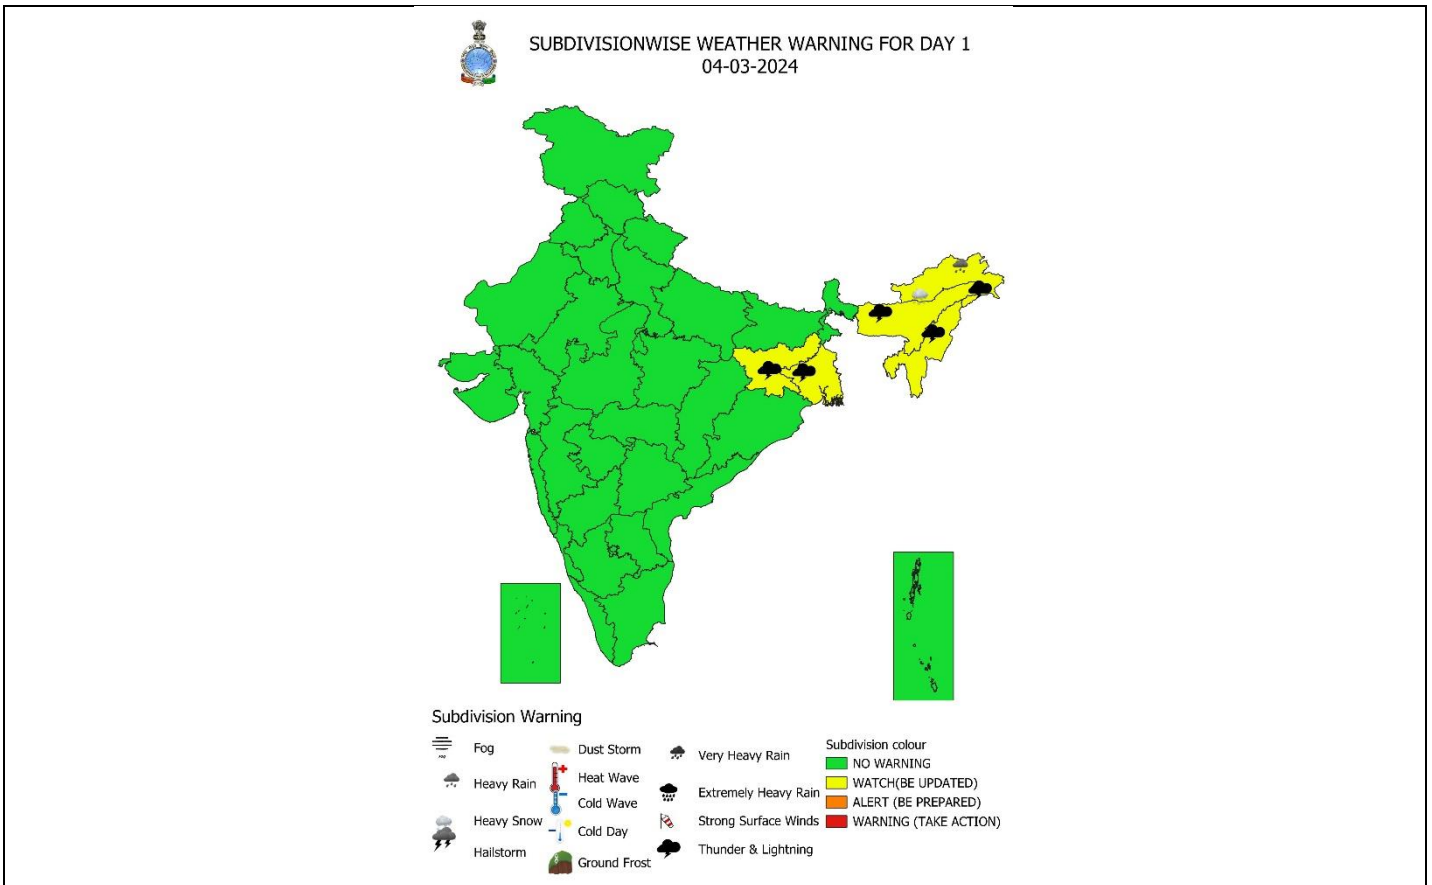 SUBDIVISIONWISE WEATHER WARNING FOR DAY 1
04-03-2024
Subdivision Warning
Fog
Heavy Rain
Heavy Snow
Hailstorm
Dust Storm
Heat Wave
Cold Wave
Cold Day
Ground Frost
Very Heavy Rain
Extremely Heavy Rain
Strong Surface Winds
Thunder & Lightning
Subdivision colour
NO WARNING
WATCH(BE UPDATED)
ALERT (BE PREPARED)
WARNING (TAKE ACTION)